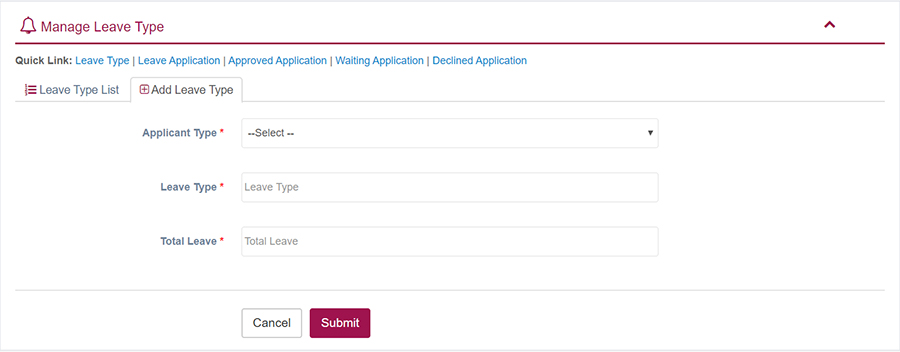 Manage Leave Type
Quick Link: Leave Type | Leave Application | Approved Application | Waiting Application | Declined Application
Leave Type List Add Leave Type
Applicant Type * --Select --
Leave Type * Leave Type
Total Leave * Total Leave
Cancel Submit